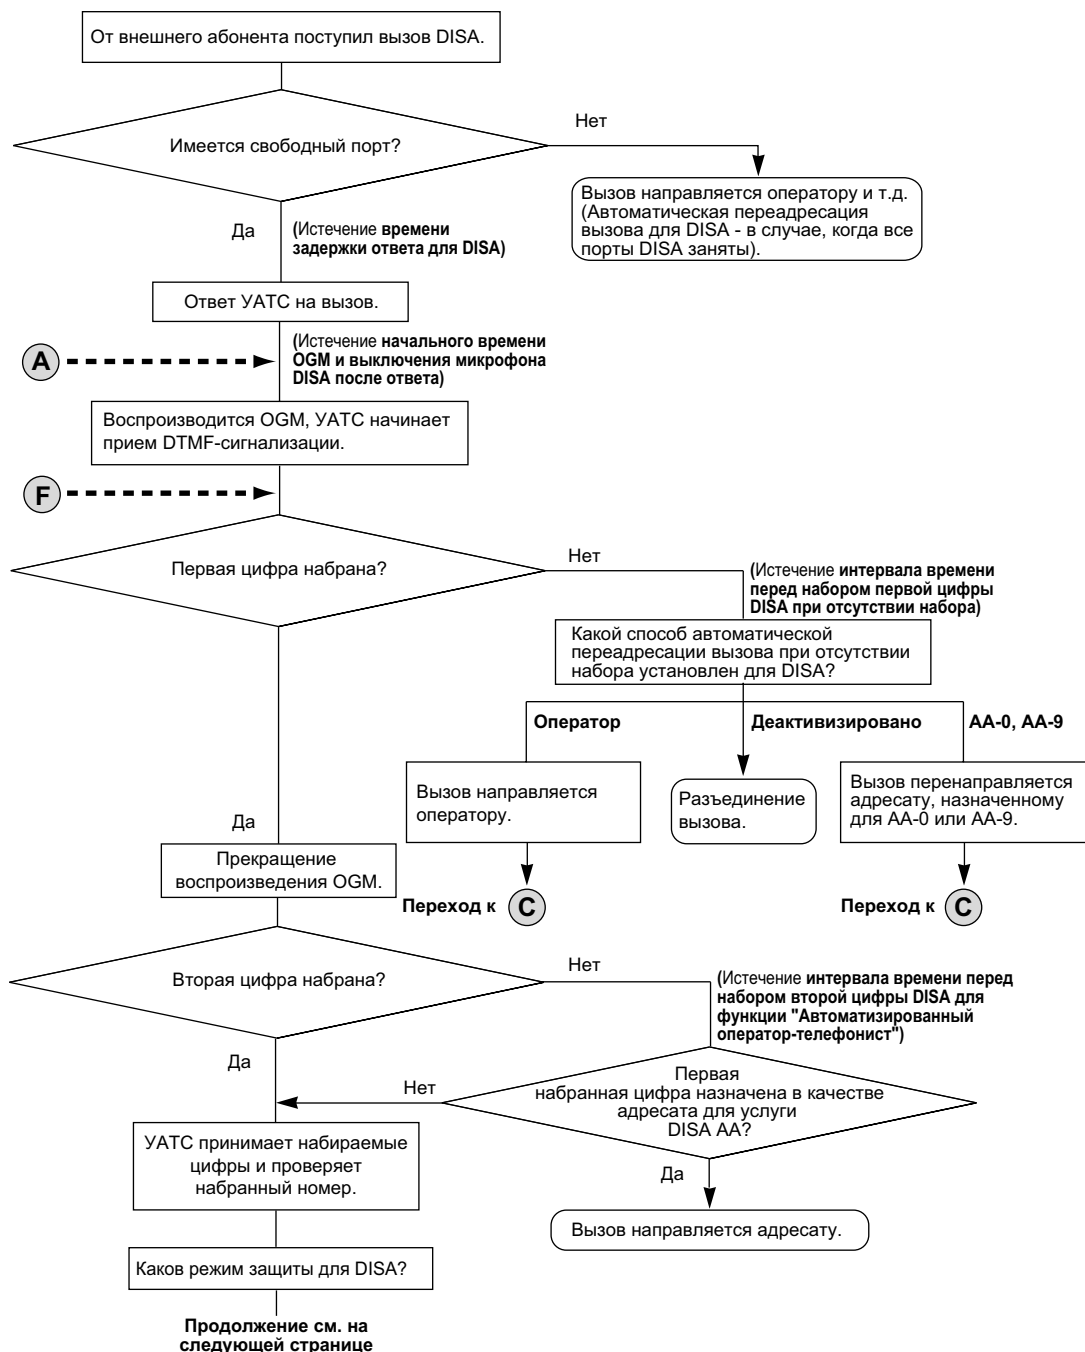 От внешнего абонента поступил вызов DISA.
Имеется свободный порт?
Нет
Вызов направляется оператору и т.д.
(Автоматическая переадресация
вызова для DISA - в случае, когда все
порты DISA заняты).
Да
(Истечение времени
задержки ответа для DISA)
Ответ УАТС на вызов.
(Истечение начального времени
OGM и выключения микрофона
DISA после ответа)
A
Воспроизводится OGM, УАТС начинает
прием DTMF-сигнализации.
F
Первая цифра набрана?
Нет
(Истечение интервала времени
перед набором первой цифры
DISA при отсутствии набора)
Какой способ автоматической
переадресации вызова при отсутствии
набора установлен для DISA?
Оператор
Деактивизировано
AA-0, AA-9
Вызов направляется
оператору.
Разъединение
вызова.
Вызов перенаправляется
адресату, назначенному
для AA-0 или AA-9.
Да
Прекращение
воспроизведения OGM.
Переход к C
Переход к C
Вторая цифра набрана?
Нет
(Истечение интервала времени перед
набором второй цифры DISA для
функции "Автоматизированный
оператор-телефонист")
Да
Нет
Первая
набранная цифра назначена в качестве
адресата для услуги
DISA AA?
УАТС принимает набираемые
цифры и проверяет
набранный номер.
Да
Вызов направляется адресату.
Каков режим защиты для DISA?
Продолжение см. на
следующей странице